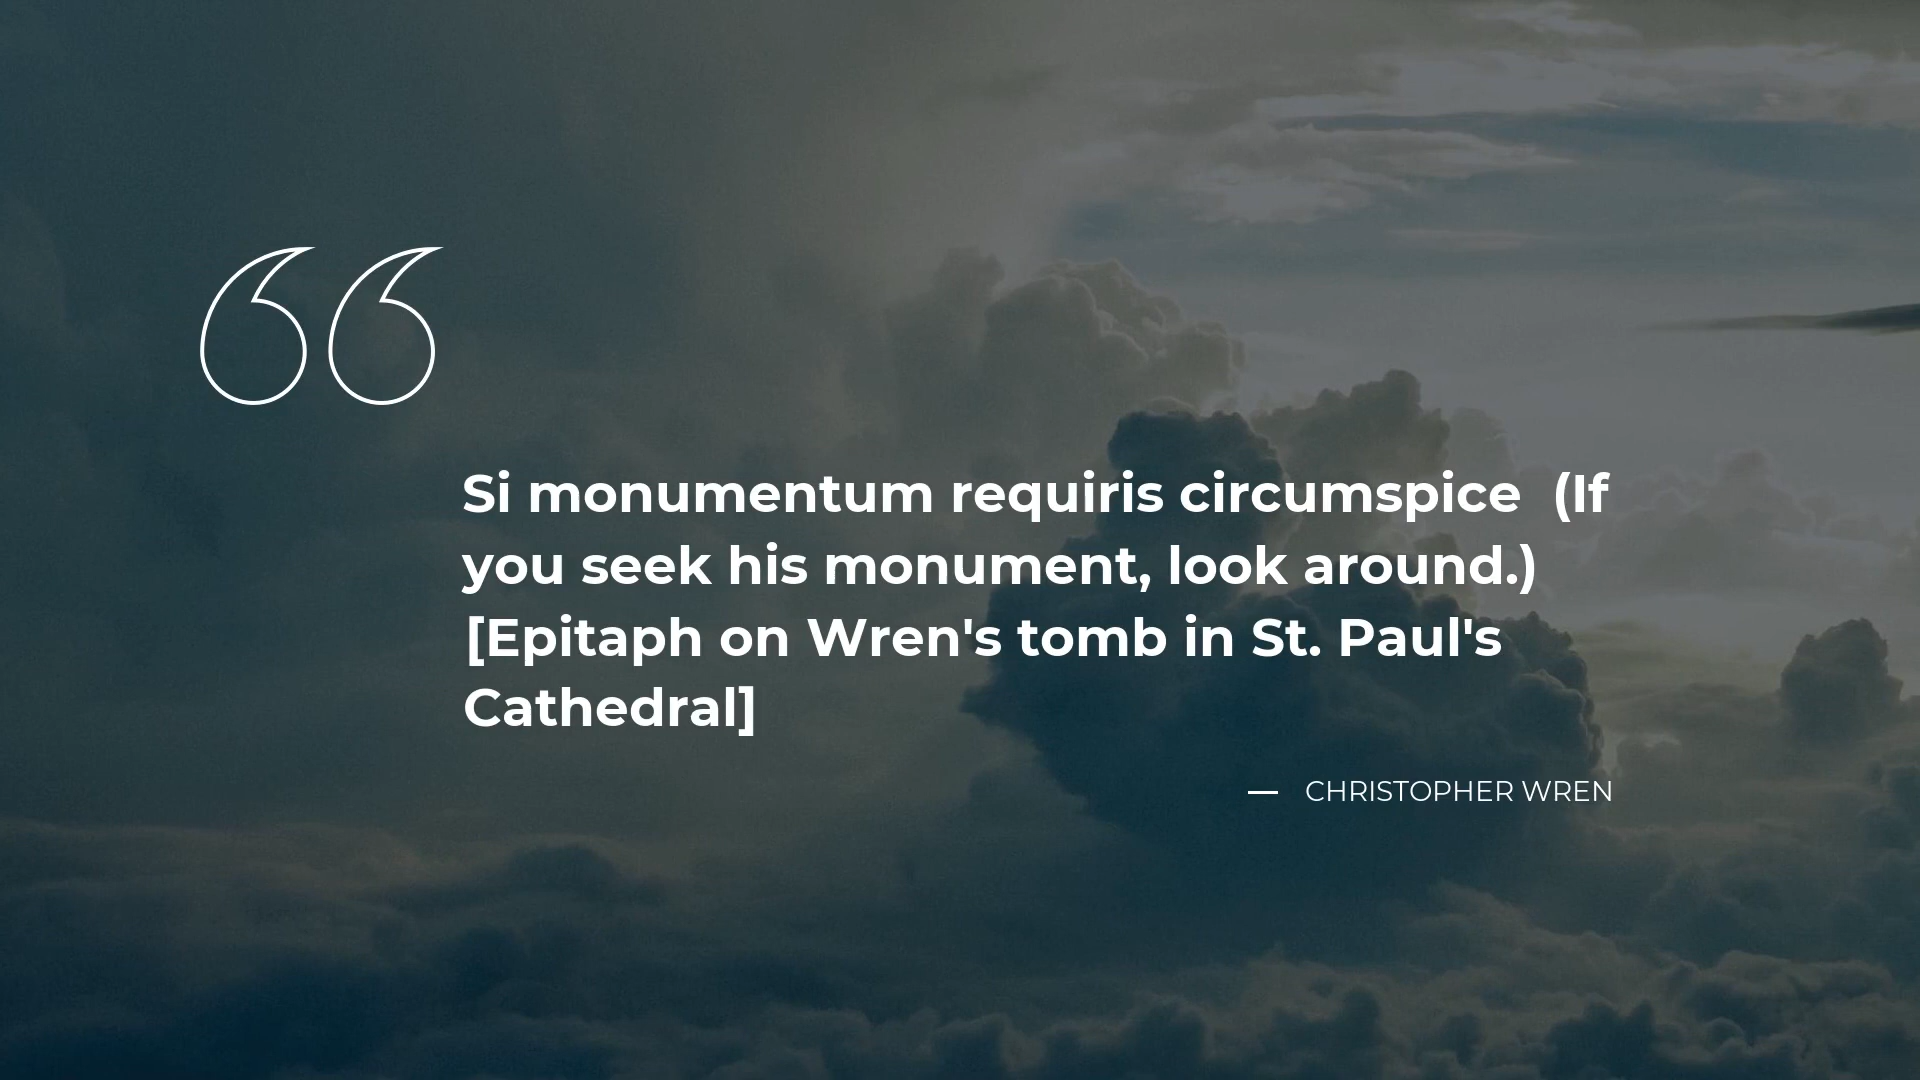 Si monumentum requiris circumspice  (If
you seek his monument, look around.)
[Epitaph on Wren's tomb in St. Paul's
Cathedral]
— CHRISTOPHER WREN